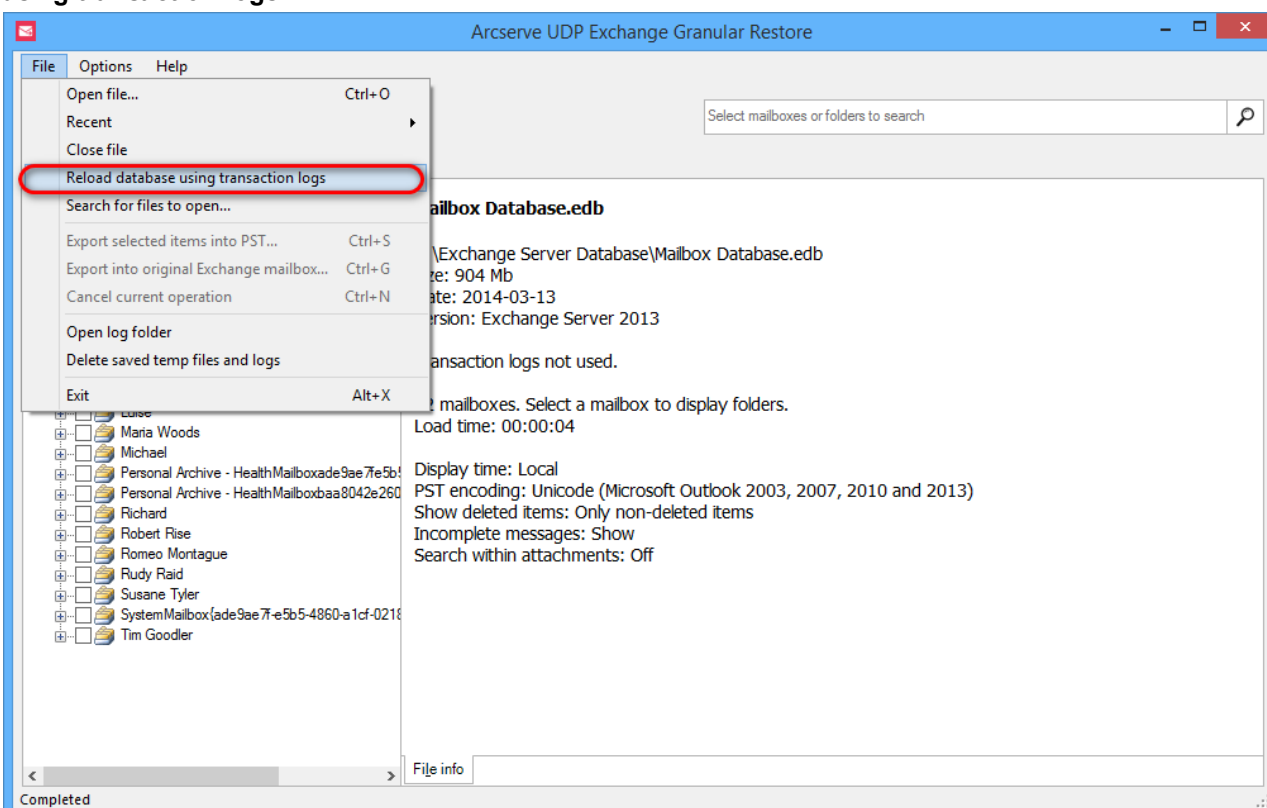 Arcserve UDP Exchange Granular Restore
File Options Help
Open file... Ctrl+O
Recent
Close file
Reload database using transaction logs
Search for files to open...
Export selected items into PST... Ctrl+S
Export into original Exchange mailbox... Ctrl+G
Cancel current operation Ctrl+N
Open log folder
Delete saved temp files and logs
Exit Alt+X
Select mailboxes or folders to search
Maria Woods
Michael
Personal Archive - HealthMailboxade9ae7fe5b5
Personal Archive - HealthMailboxbaa8042e260
Richard
Robert Rise
Romeo Montague
Rudy Raid
Susane Tyler
SystemMailbox{ade9ae7f-e5b5-4860-a1cf-0218
Tim Goodler
ailbox Database.edb
\Exchange Server Database\Mailbox Database.edb
ze: 904 Mb
ate: 2014-03-13
ersion: Exchange Server 2013
ansaction logs not used.
mailboxes. Select a mailbox to display folders.
Load time: 00:00:04
Display time: Local
PST encoding: Unicode (Microsoft Outlook 2003, 2007, 2010 and 2013)
Show deleted items: Only non-deleted items
Incomplete messages: Show
Search within attachments: Off
File info
Completed